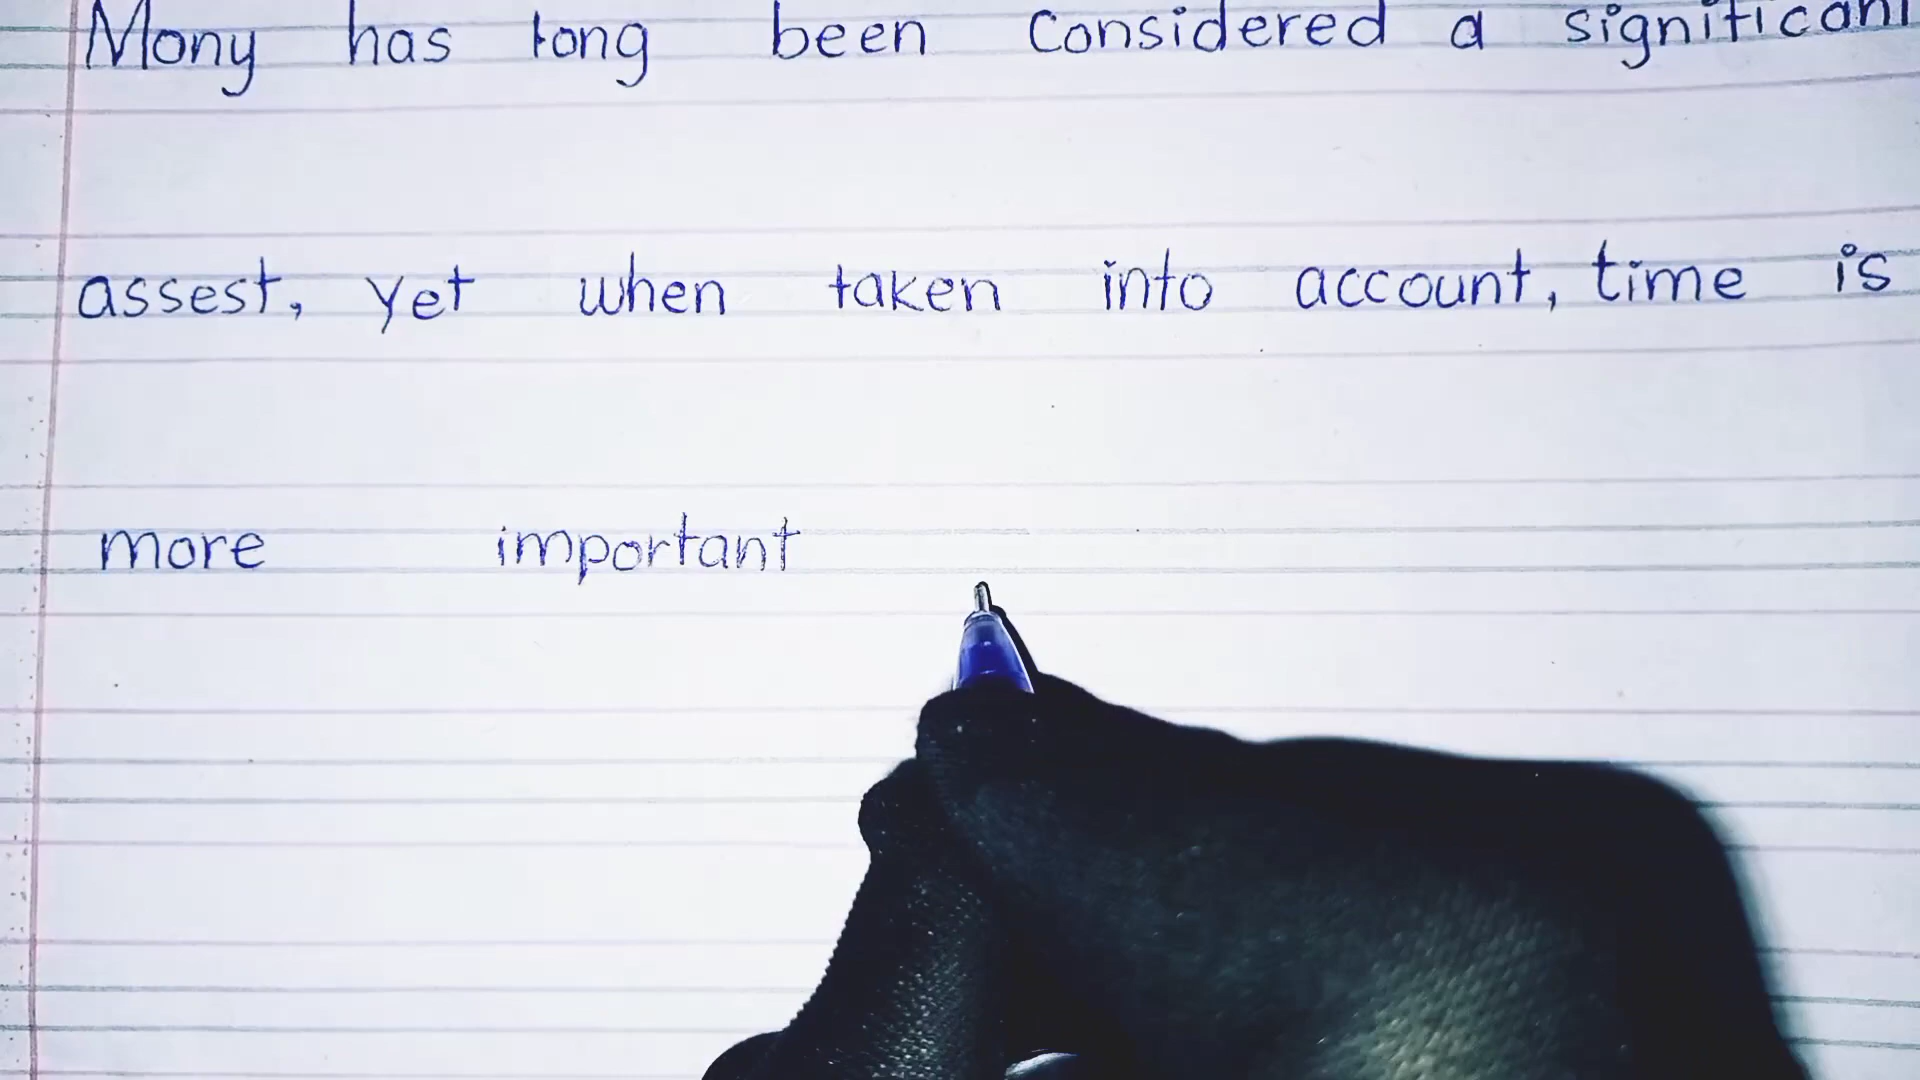 Mony has long been considered a significant
assest, yet when taken into account, time is
more important